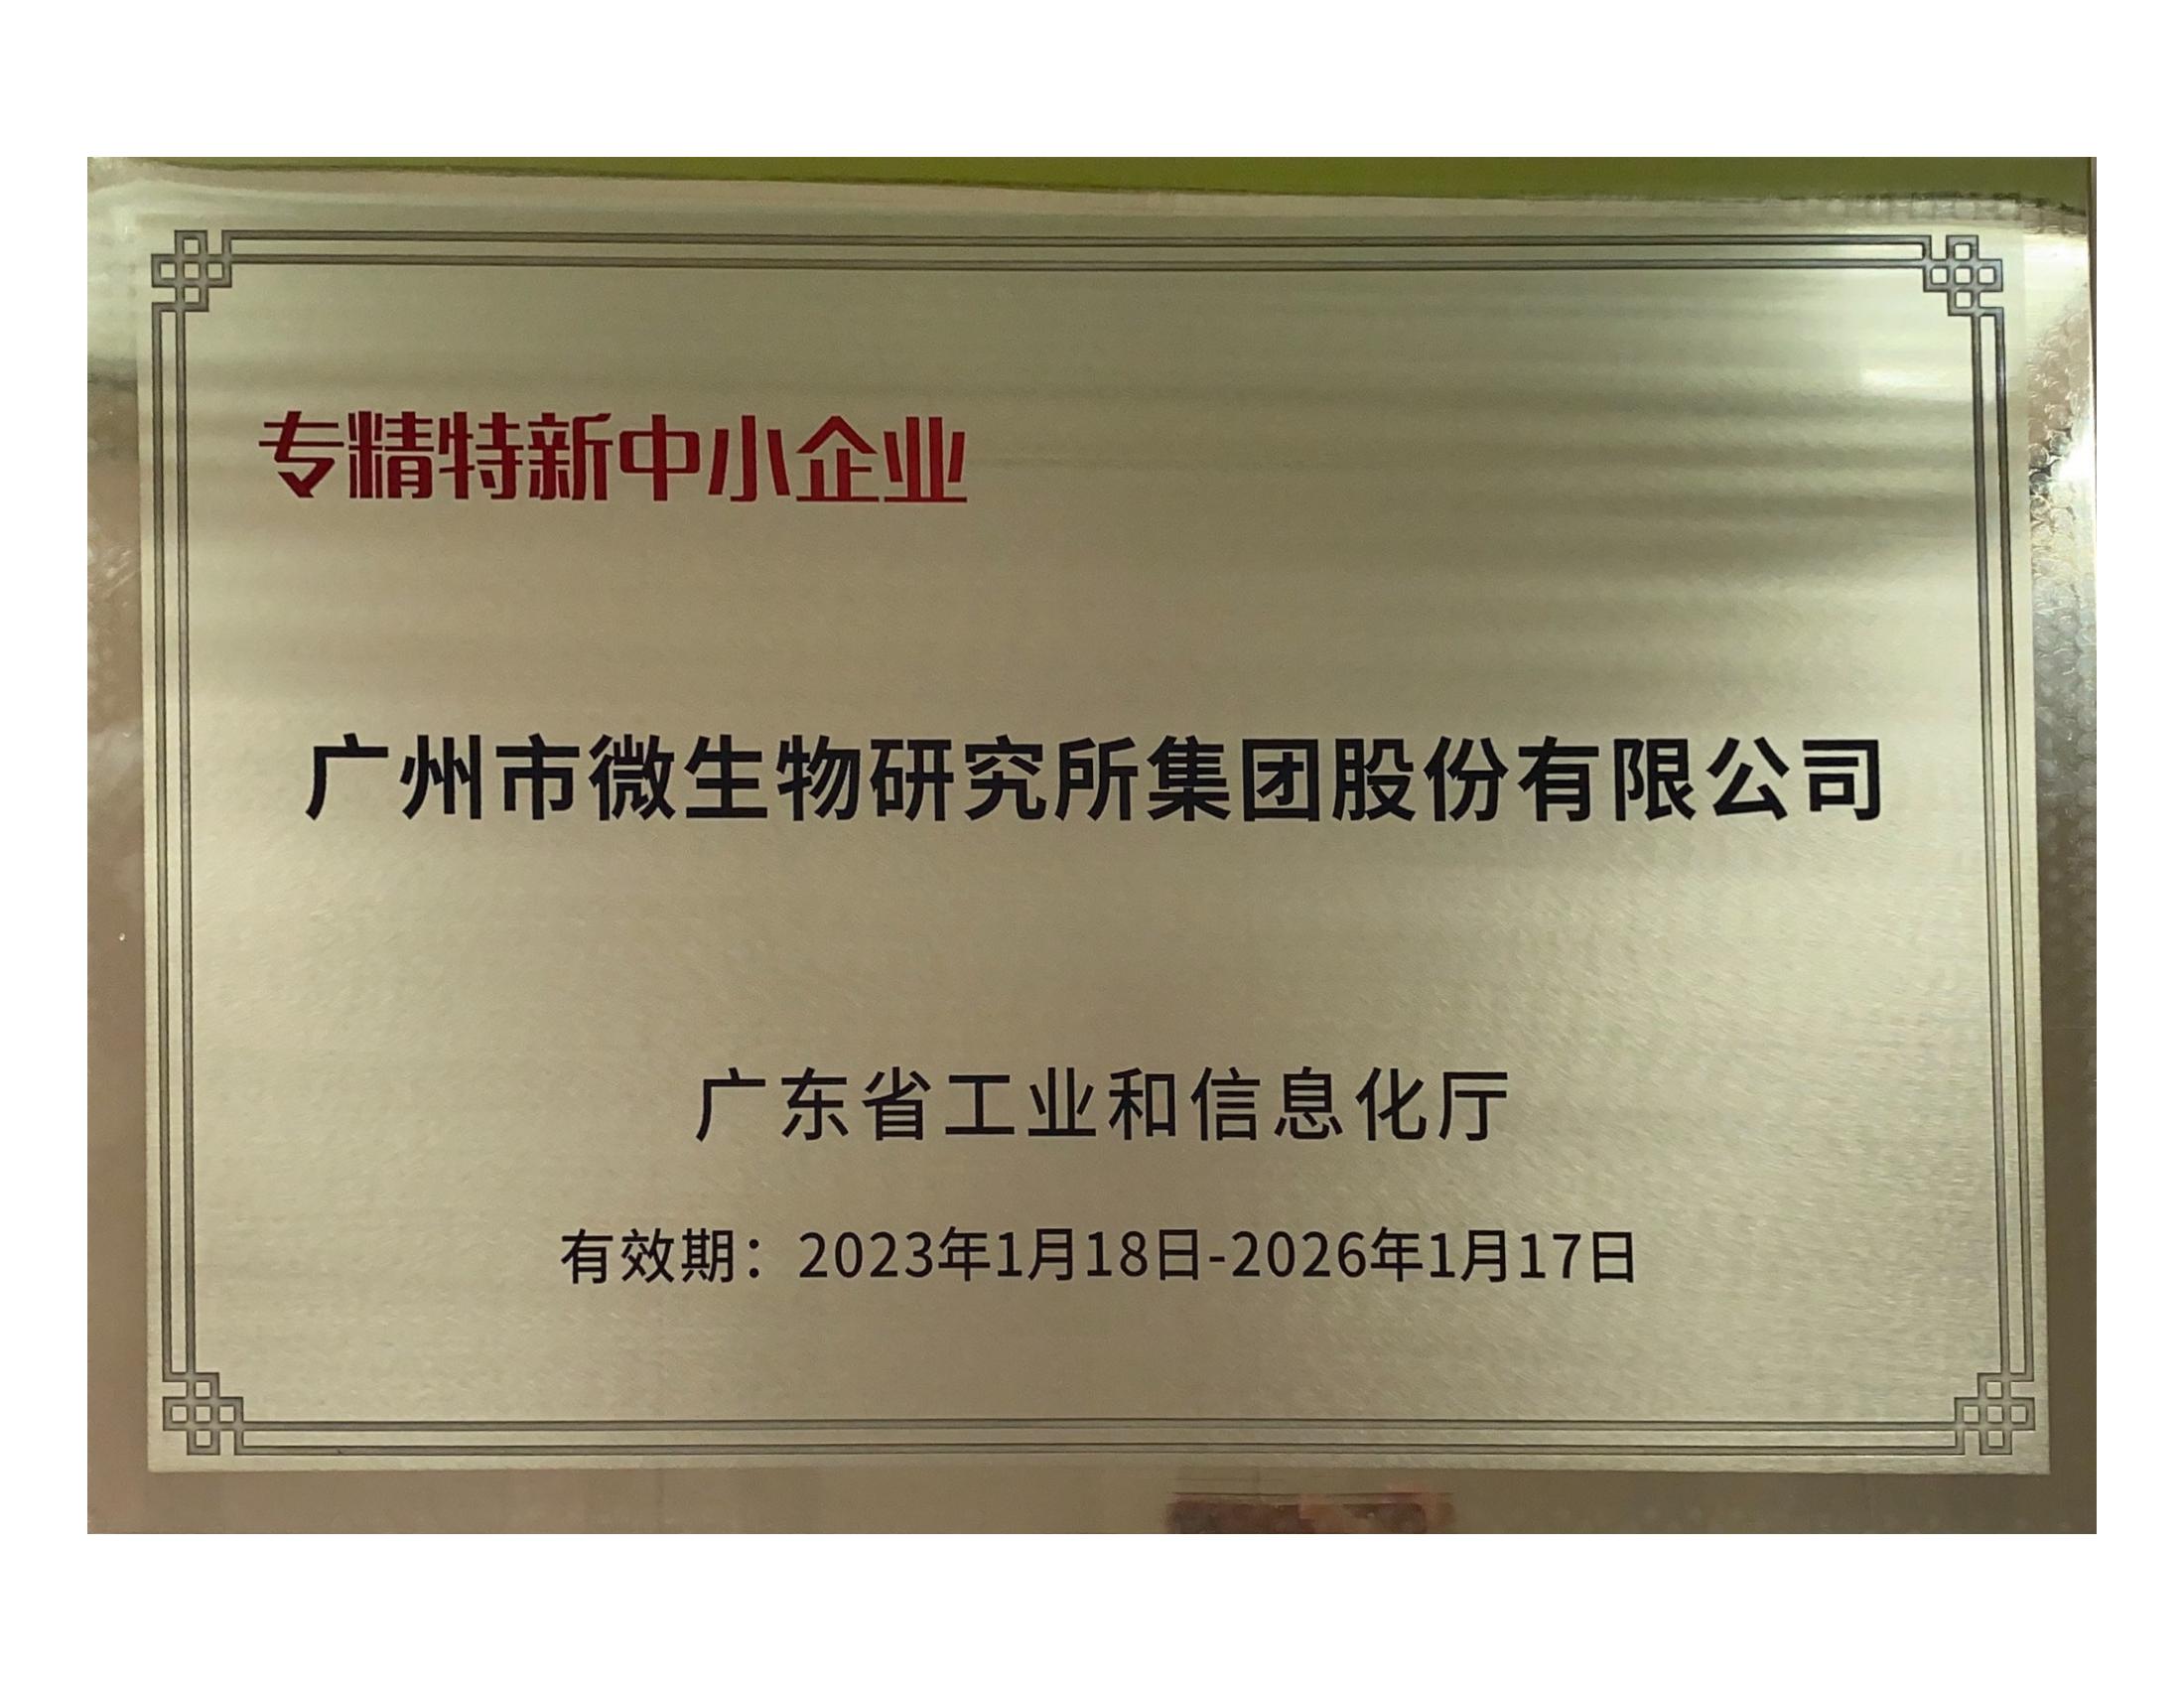 专精特新中小企业
广州市微生物研究所集团股份有限公司
广东省工业和信息化厅
有效期：2023年1月18日-2026年1月17日